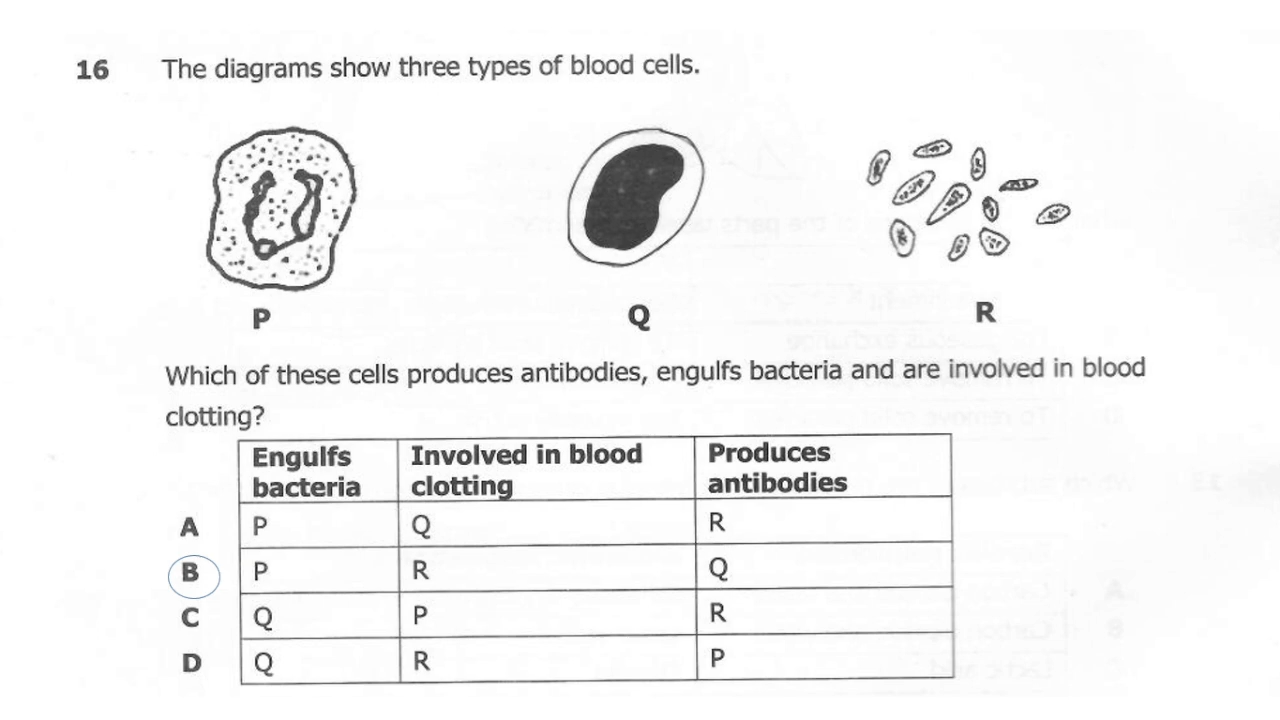 16 The diagrams show three types of blood cells.
P Q R
Which of these cells produces antibodies, engulfs bacteria and are involved in blood
clotting?
Engulfs bacteria Involved in blood clotting Produces antibodies
A P Q R
B P R Q
C Q P R
D Q R P